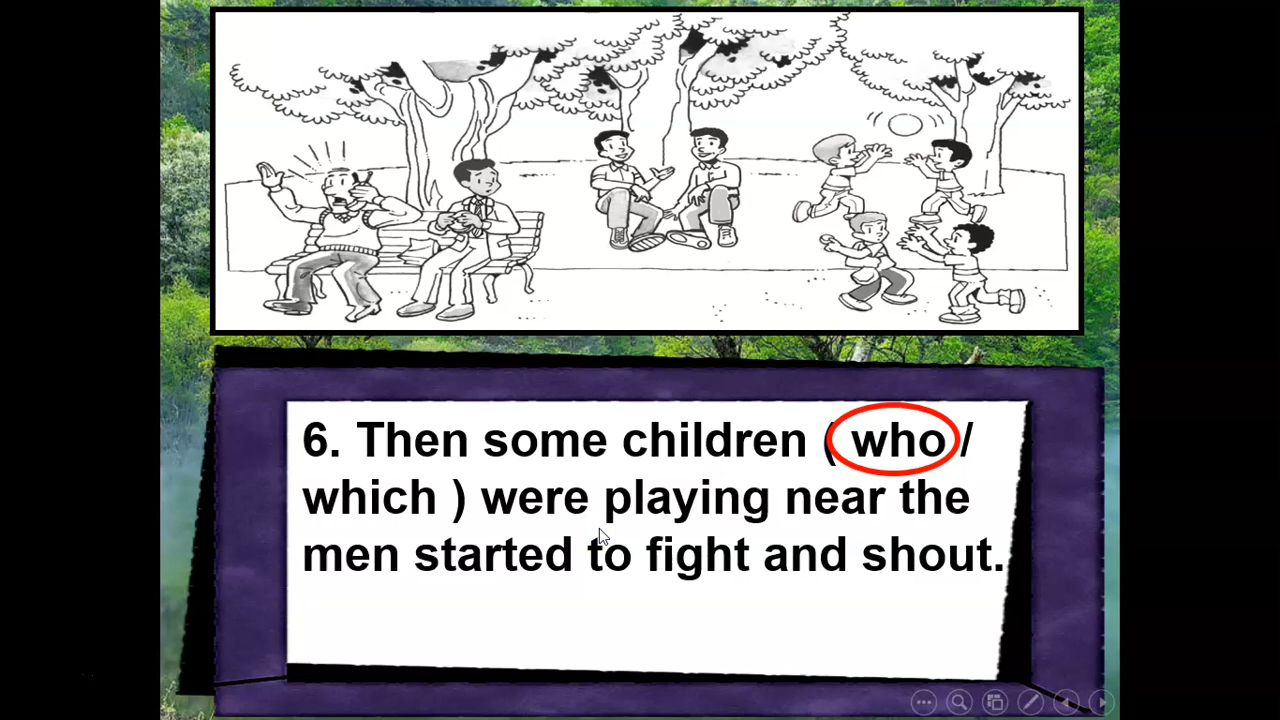 6. Then some children ( who /
which ) were playing near the
men started to fight and shout.